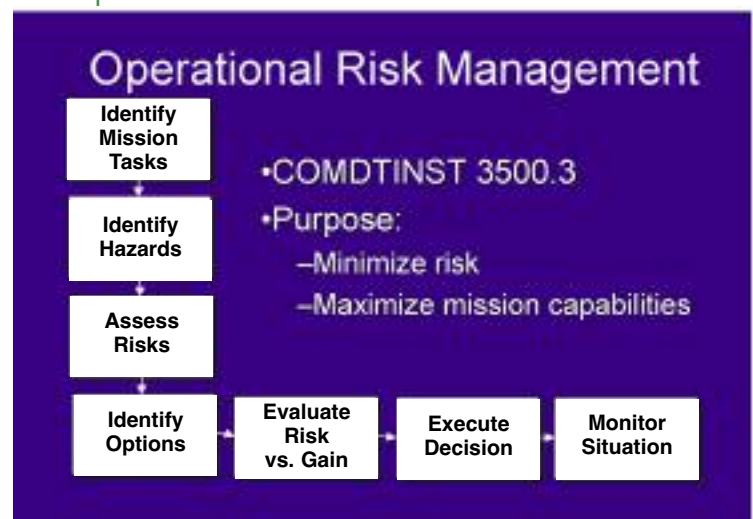 Operational Risk Management
Identify
Mission
Tasks
Identify
Hazards
Assess
Risks
Identify
Options
Evaluate
Risk
vs. Gain
Execute
Decision
Monitor
Situation
•COMDTINST 3500.3
•Purpose:
–Minimize risk
–Maximize mission capabilities